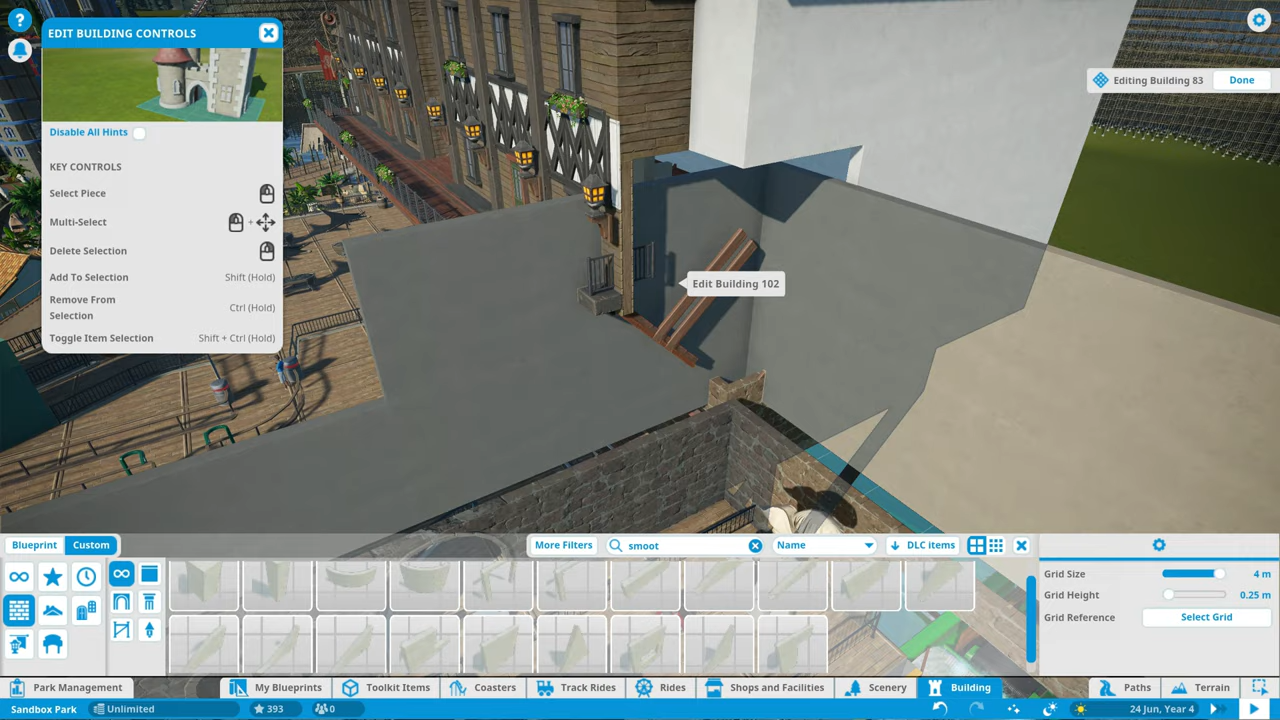 ?
EDIT BUILDING CONTROLS
Disable All Hints
KEY CONTROLS
Select Piece
Multi-Select
+
Delete Selection
Add To Selection Shift (Hold)
Remove From
Selection
Ctrl (Hold)
Toggle Item Selection Shift + Ctrl (Hold)
Editing Building 83 Done
Edit Building 102
Blueprint Custom More Filters smoot Name DLC items
Grid Size 4 m
Grid Height 0.25 m
Grid Reference Select Grid
Park Management My Blueprints Toolkit Items Coasters Track Rides Rides Shops and Facilities Scenery Building Paths Terrain
Sandbox Park Unlimited 393 0 24 Jun, Year 4